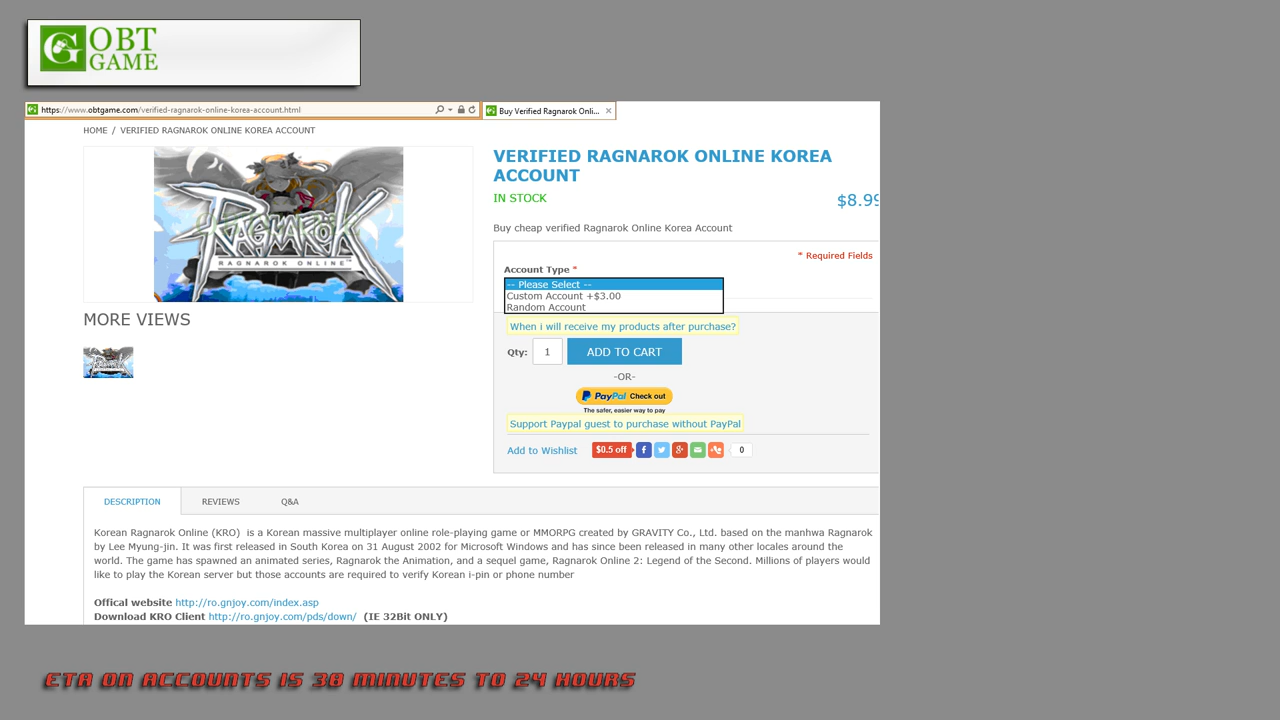 OBT
GAME
https://www.obtgame.com/verified-ragnarok-online-korea-account.html
Buy Verified Ragnarok Onli...
HOME / VERIFIED RAGNAROK ONLINE KOREA ACCOUNT
RAGNAROK
RAGNAROK ONLINE
VERIFIED RAGNAROK ONLINE KOREA
ACCOUNT
IN STOCK
$8.99
Buy cheap verified Ragnarok Online Korea Account
* Required Fields
Account Type *
-- Please Select --
Custom Account +$3.00
Random Account
MORE VIEWS
When i will receive my products after purchase?
Qty: 1 ADD TO CART
-OR-
PayPal Check out
The safer, easier way to pay
Support Paypal guest to purchase without PayPal
Add to Wishlist $0.5 off 0
DESCRIPTION REVIEWS Q&A
Korean Ragnarok Online (KRO) is a Korean massive multiplayer online role-playing game or MMORPG created by GRAVITY Co., Ltd. based on the manhwa Ragnarok
by Lee Myung-jin. It was first released in South Korea on 31 August 2002 for Microsoft Windows and has since been released in many other locales around the
world. The game has spawned an animated series, Ragnarok the Animation, and a sequel game, Ragnarok Online 2: Legend of the Second. Millions of players would
like to play the Korean server but those accounts are required to verify Korean i-pin or phone number
Offical website http://ro.gnjoy.com/index.asp
Download KRO Client http://ro.gnjoy.com/pds/down/ (IE 32Bit ONLY)
ETA ON ACCOUNTS IS 30 MINUTES TO 24 HOURS